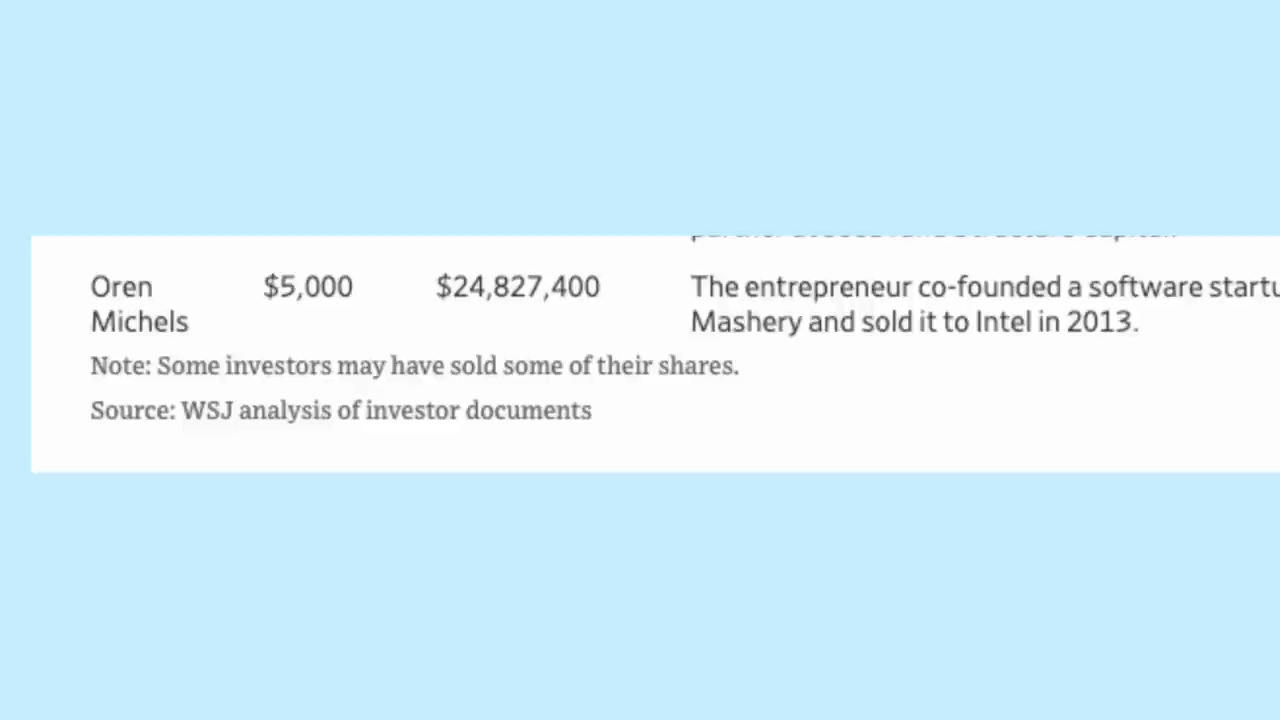 Oren $5,000 $24,827,400 The entrepreneur co-founded a software
Michels Mashery and sold it to Intel in 2013.
Note: Some investors may have sold some of their shares.
Source: WSJ analysis of investor documents